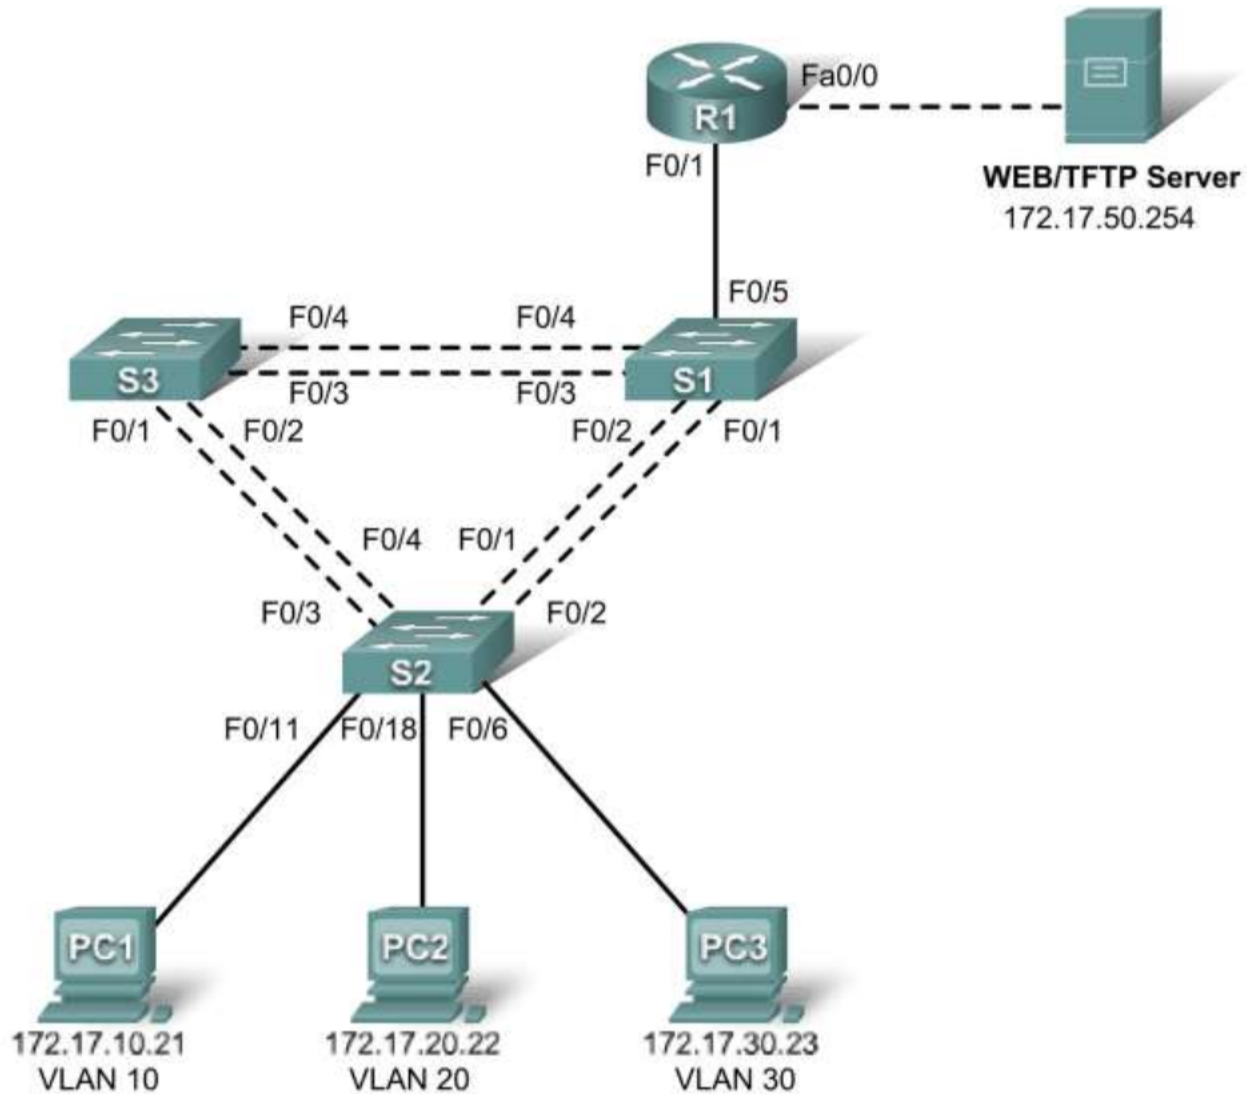 Fa0/0
R1
F0/1
WEB/TFTP Server
172.17.50.254
F0/5
F0/4
F0/4
S3
S1
F0/3
F0/3
F0/1
F0/2
F0/2
F0/1
F0/4
F0/1
F0/3
F0/2
S2
F0/11
F0/18
F0/6
PC1
PC2
PC3
172.17.10.21
172.17.20.22
172.17.30.23
VLAN 10
VLAN 20
VLAN 30